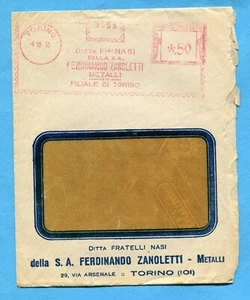 TORINO
*50
DITTA F.LLI NASI
DELLA S.A.
FERDINANDO ZANOLETTI
METALLI
FILIALE DI TORINO
DITTA FRATELLI NASI
della S. A. FERDINANDO ZANOLETTI - METALLI
29, VIA ARSENALE :: TORINO (101)